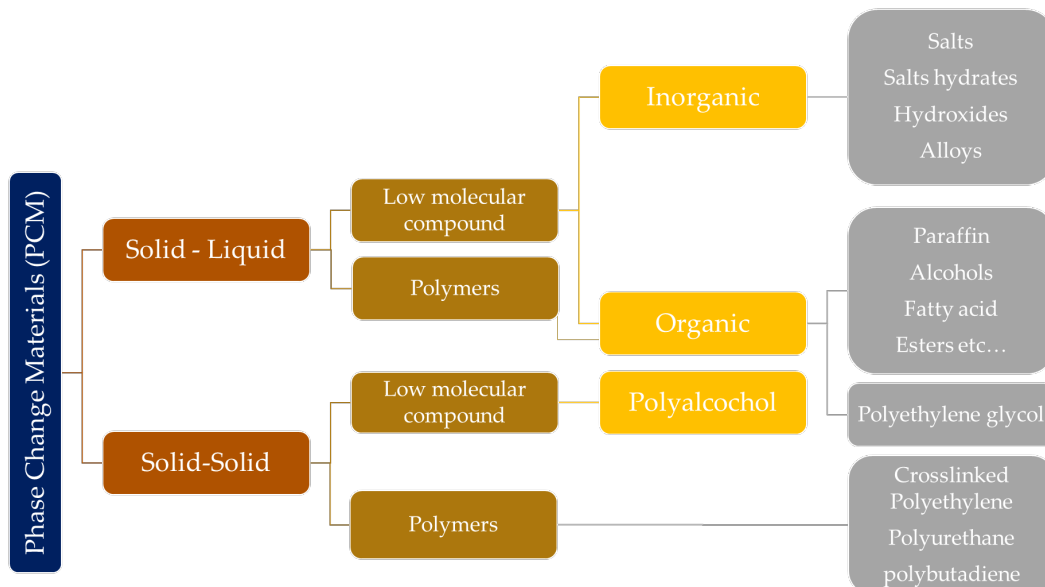 Phase Change Materials (PCM)
Solid - Liquid
Solid-Solid
Low molecular
compound
Polymers
Low molecular
compound
Polymers
Inorganic
Organic
Polyalcochol
Salts
Salts hydrates
Hydroxides
Alloys
Paraffin
Alcohols
Fatty acid
Esters etc…
Polyethylene glycol
Crosslinked
Polyethylene
Polyurethane
polybutadiene